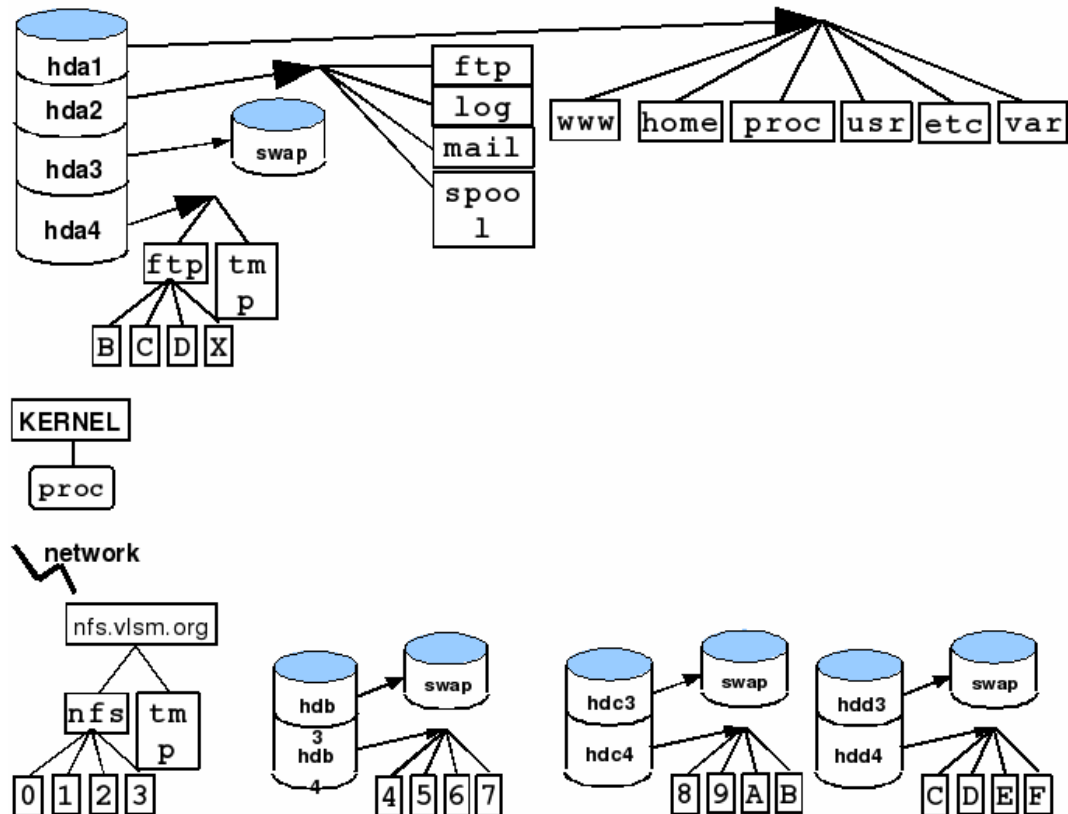 hda1
hda2
hda3
hda4
swap
ftp
log
mail
spoo
l
www home proc usr etc var
ftp
tm
p
B C D X
KERNEL
proc
network
nfs.vlsm.org
nfs
tm
p
0 1 2 3
hdb
3
hdb
4
swap
4 5 6 7
hdc3
hdc4
swap
8 9 A B
hdd3
hdd4
swap
C D E F